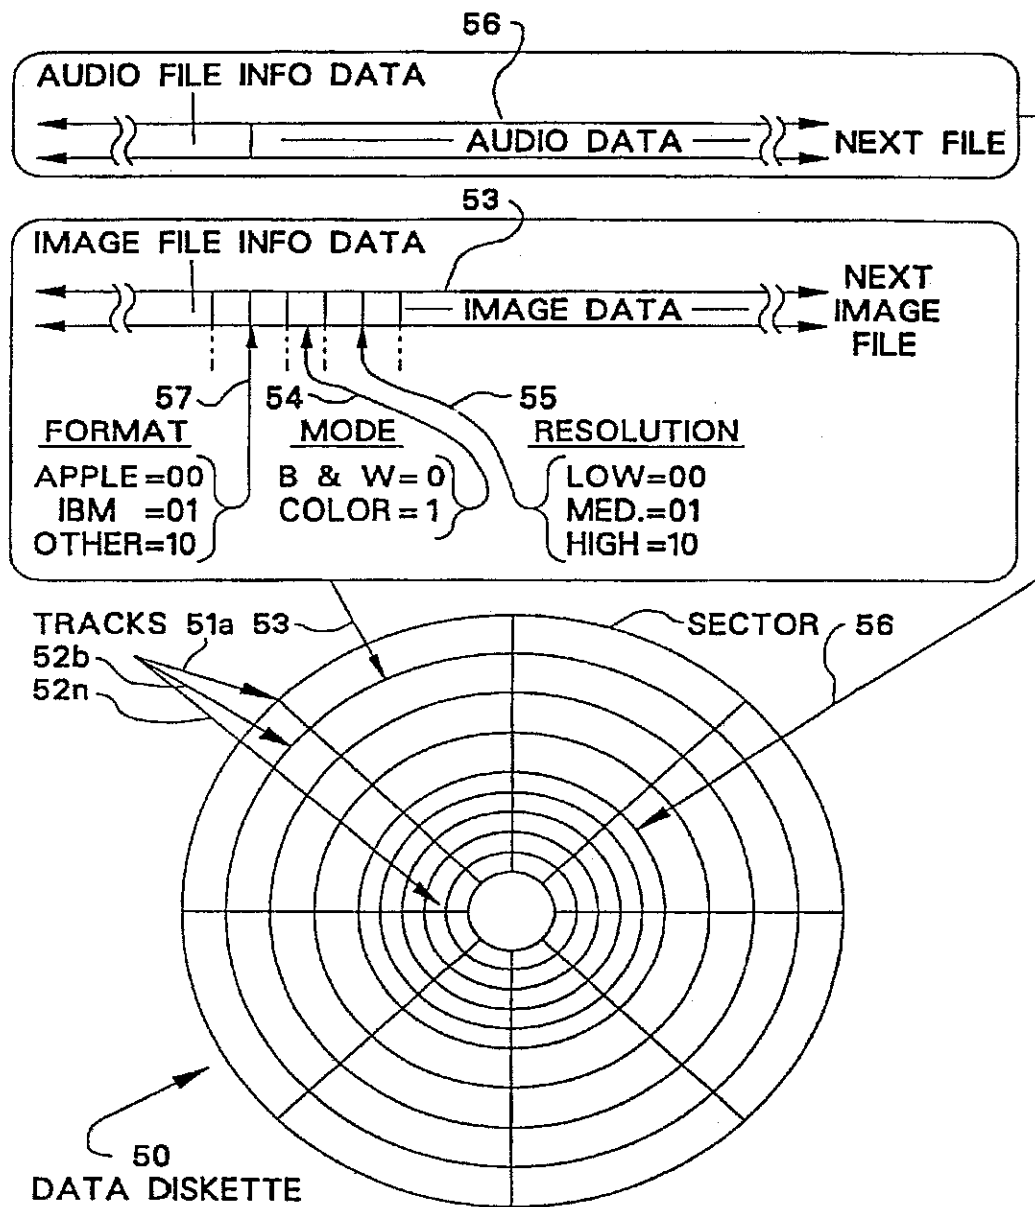 56
AUDIO FILE INFO DATA
AUDIO DATA
NEXT FILE
53
IMAGE FILE INFO DATA
IMAGE DATA
NEXT
IMAGE
FILE
57 54 55
FORMAT MODE RESOLUTION
APPLE=00 B & W=0 LOW=00
IBM =01 COLOR=1 MED.=01
OTHER=10 HIGH=10
TRACKS 51a 53 SECTOR 56
52b
52n
50
DATA DISKETTE